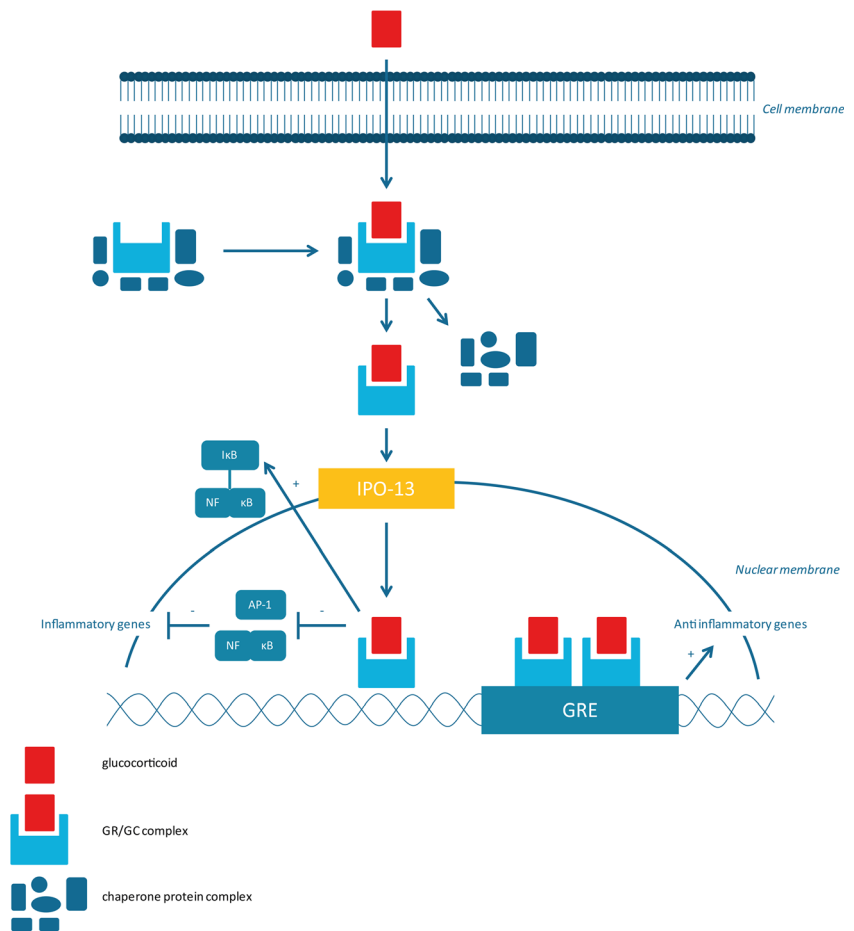 Cell membrane
IκB
+
IPO-13
NF κB
Nuclear membrane
AP-1
- -
Inflammatory genes
Anti inflammatory genes
NF κB
+
GRE
glucocorticoid
GR/GC complex
chaperone protein complex